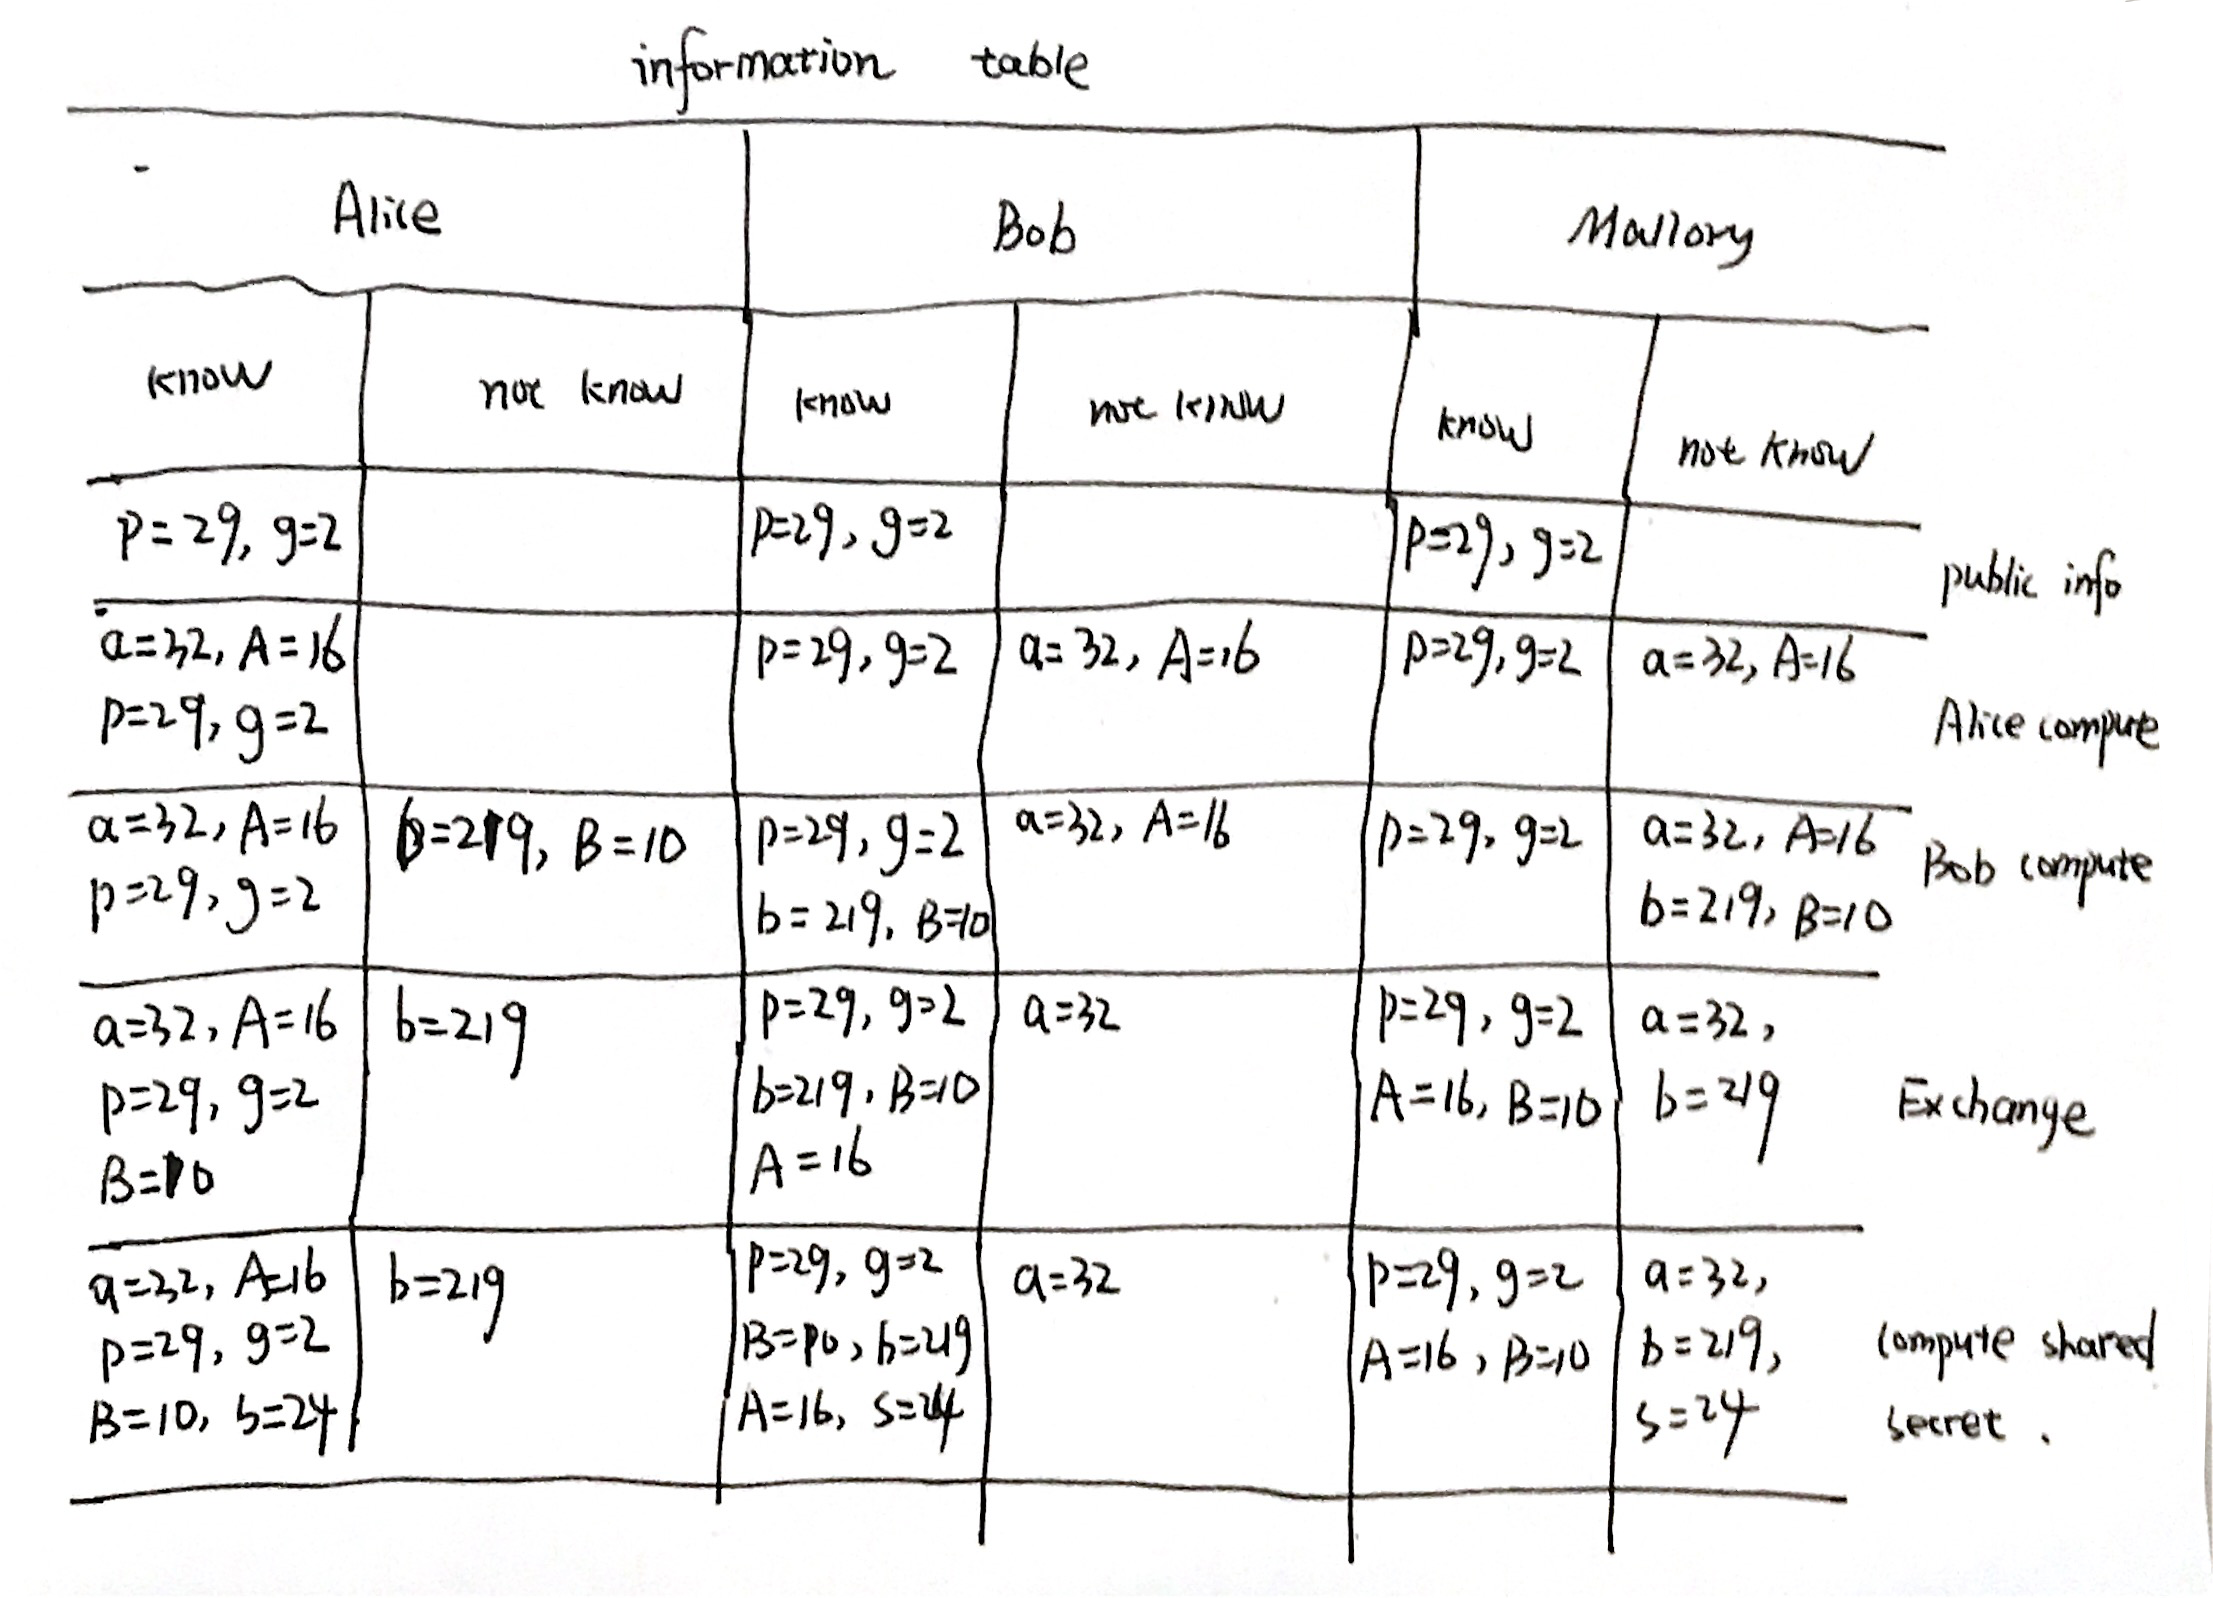 information table
Alice Bob Mallory
know not know know not know know not know
p=29, g=2 p=29, g=2 p=29, g=2 public info
a=32, A=16 p=29, g=2 a=32, A=16 p=29, g=2 a=32, A=16
p=29, g=2 Alice compute
a=32, A=16 b=219, B=10 p=29, g=2 a=32, A=16 p=29, g=2 a=32, A=16
p=29, g=2 b=219, B=10 b=219, B=10 Bob compute
a=32, A=16 b=219 p=29, g=2 a=32 p=29, g=2 a=32,
p=29, g=2 b=219, B=10 A=16, B=10 b=219 Exchange
B=10 A=16
a=32, A=16 b=219 p=29, g=2 a=32 p=29, g=2 a=32,
p=29, g=2 B=10, b=219 A=16, B=10 b=219, compute shared
B=10, s=24 A=16, s=24 s=24 secret.